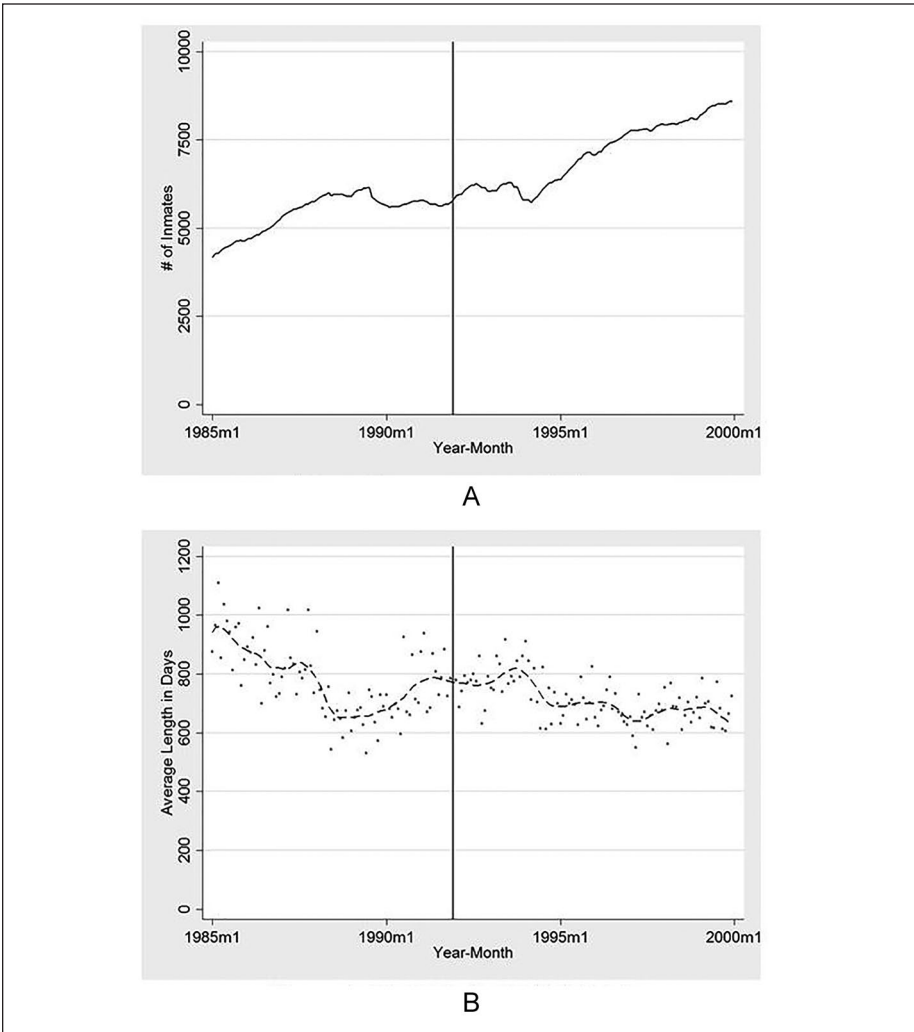 10000
7500
5000
2500
0
# of Inmates
1985m1 1990m1 1995m1 2000m1
Year-Month
A
1200
1000
800
600
400
200
0
Average Length in Days
1985m1 1990m1 1995m1 2000m1
Year-Month
B